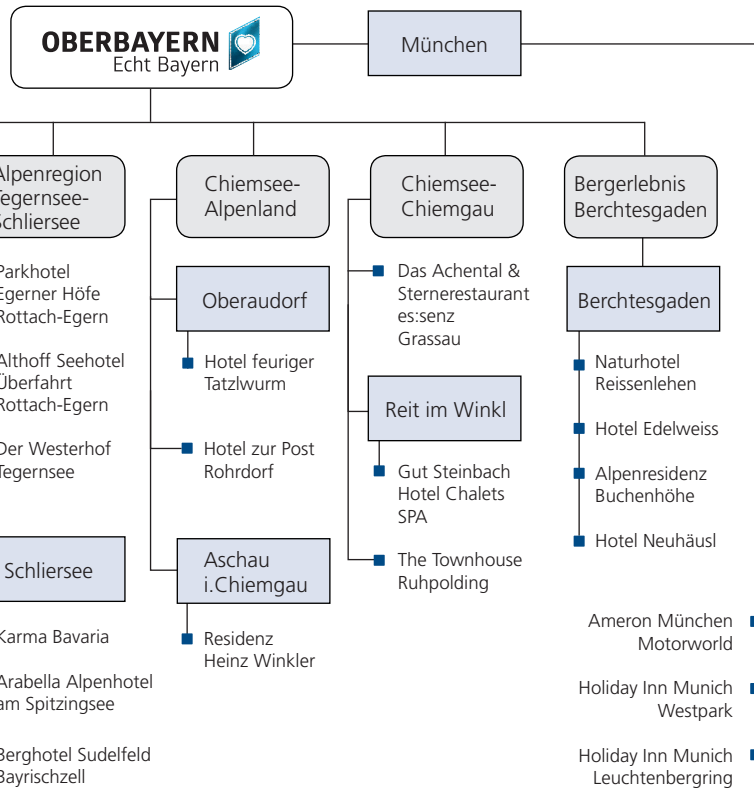 OBERBAYERN
Echt Bayern
München
Alpenregion
Tegernsee-
Schliersee
Parkhotel
Egerner Höfe
Rottach-Egern
Althoff Seehotel
Überfahrt
Rottach-Egern
Der Westerhof
Tegernsee
Schliersee
Karma Bavaria
Arabella Alpenhotel
am Spitzingsee
Berghotel Sudelfeld
Bayrischzell
Chiemsee-
Alpenland
Oberaudorf
Hotel feuriger
Tatzlwurm
Hotel zur Post
Rohrdorf
Aschau
i.Chiemgau
Residenz
Heinz Winkler
Chiemsee-
Chiemgau
Das Achental &
Sternerestaurant
es:senz
Grassau
Reit im Winkl
Gut Steinbach
Hotel Chalets
SPA
The Townhouse
Ruhpolding
Bergerlebnis
Berchtesgaden
Berchtesgaden
Naturhotel
Reissenlehen
Hotel Edelweiss
Alpenresidenz
Buchenhöhe
Hotel Neuhäusl
Ameron München
Motorworld
Holiday Inn Munich
Westpark
Holiday Inn Munich
Leuchtenbergring